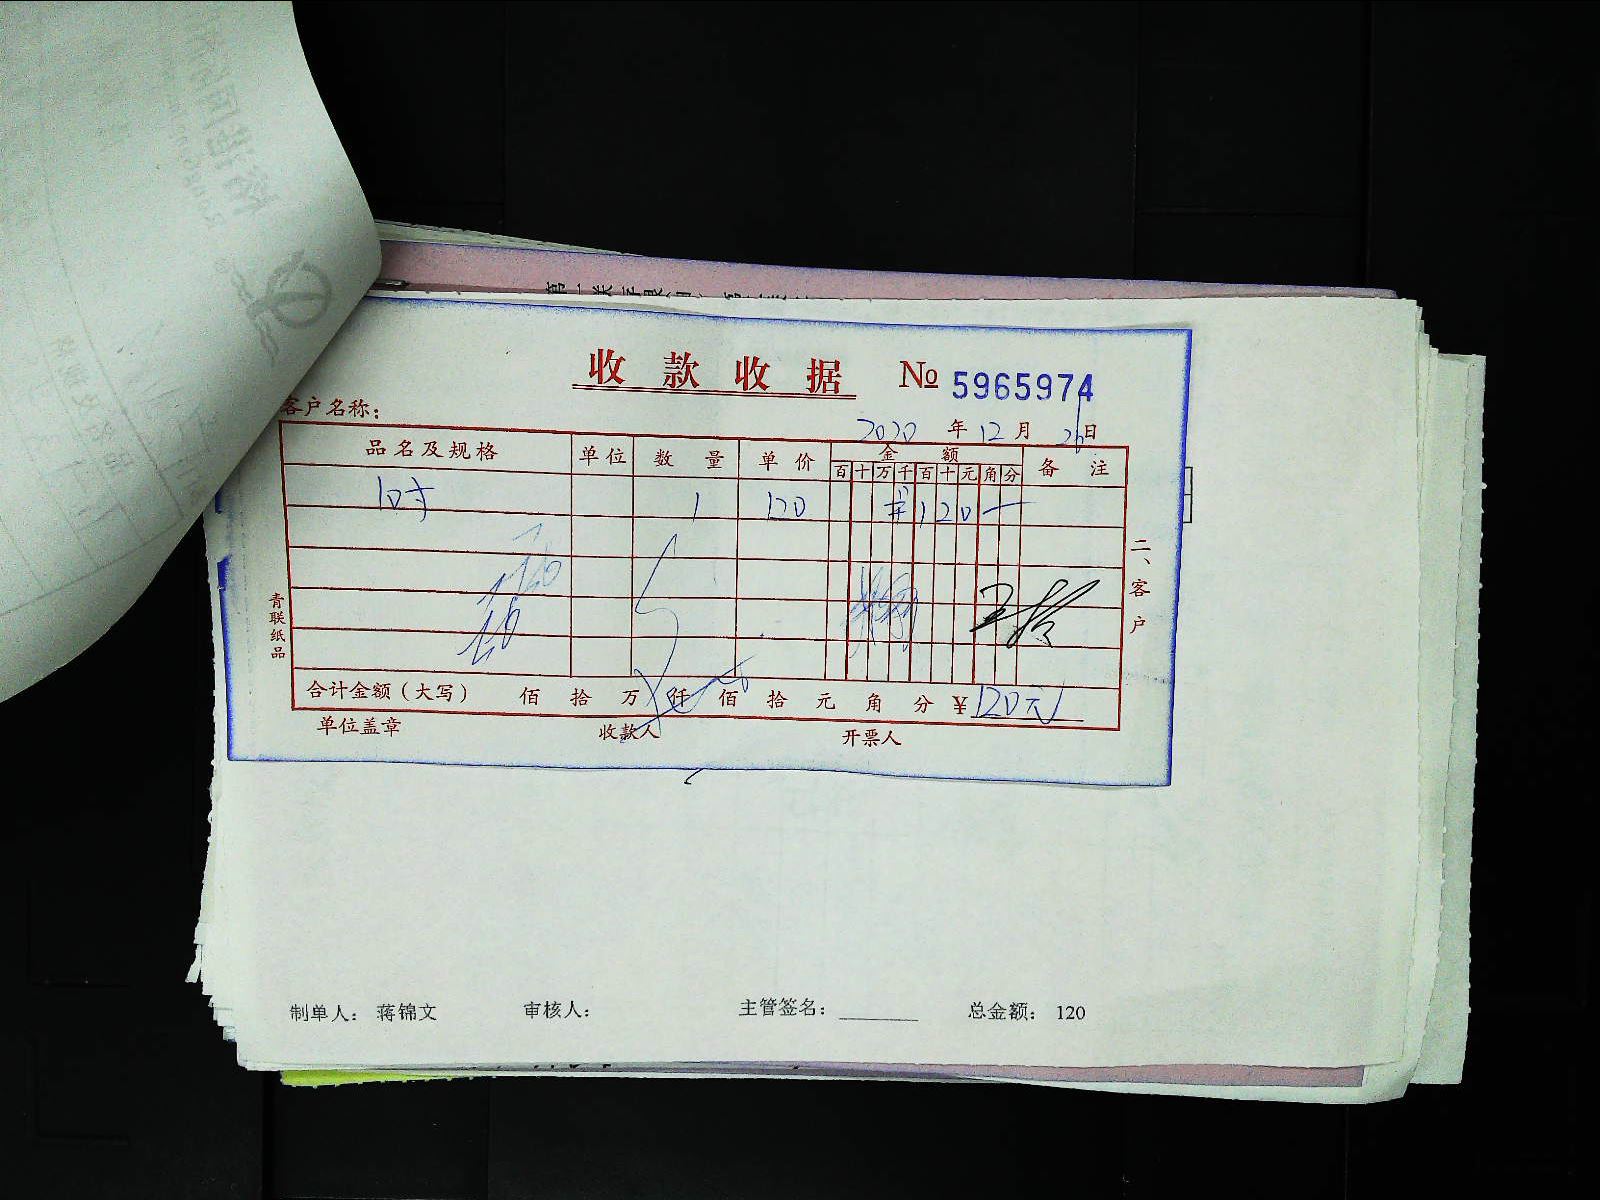 收款收据 № 5965974
客户名称：
2020 年 12 月 26 日
品名及规格 单位 数量 单价 金额 备注
百 十 万 千 百 十 元 角 分
10寸 1 120 ¥ 1 2 0 一
二、客户
青联纸品
合计金额（大写） 佰 拾 万 仟 佰 拾 元 角 分 ¥120元
单位盖章 收款人 开票人
制单人： 蒋锦文 审核人： 主管签名：________ 总金额： 120